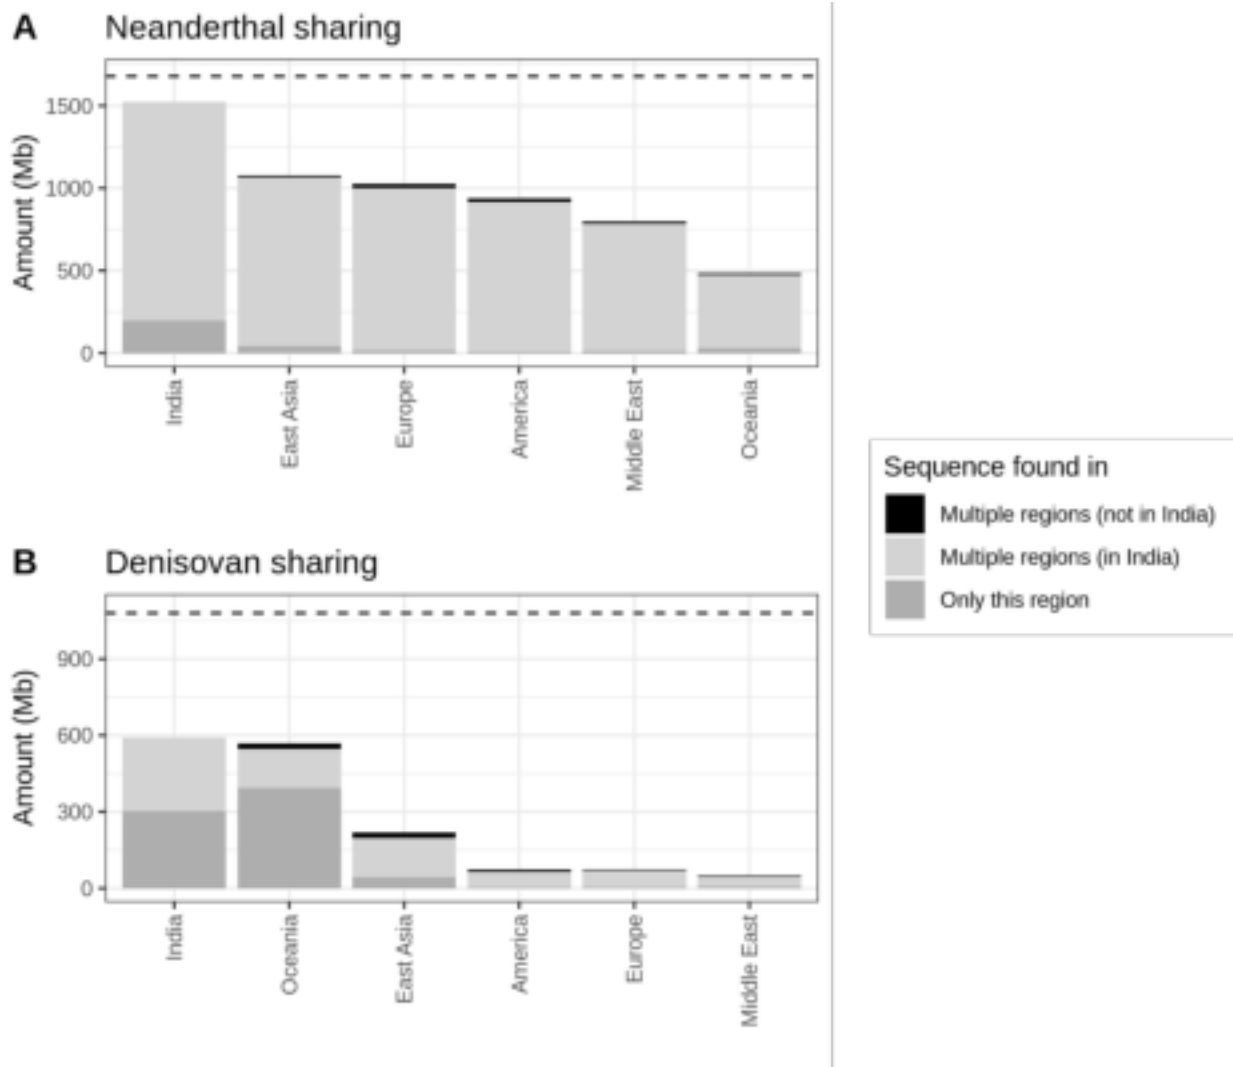 A Neanderthal sharing
Amount (Mb)
1500
1000
500
0
India
East Asia
Europe
America
Middle East
Oceania
B Denisovan sharing
Amount (Mb)
900
600
300
0
India
Oceania
East Asia
America
Europe
Middle East
Sequence found in
Multiple regions (not in India)
Multiple regions (in India)
Only this region